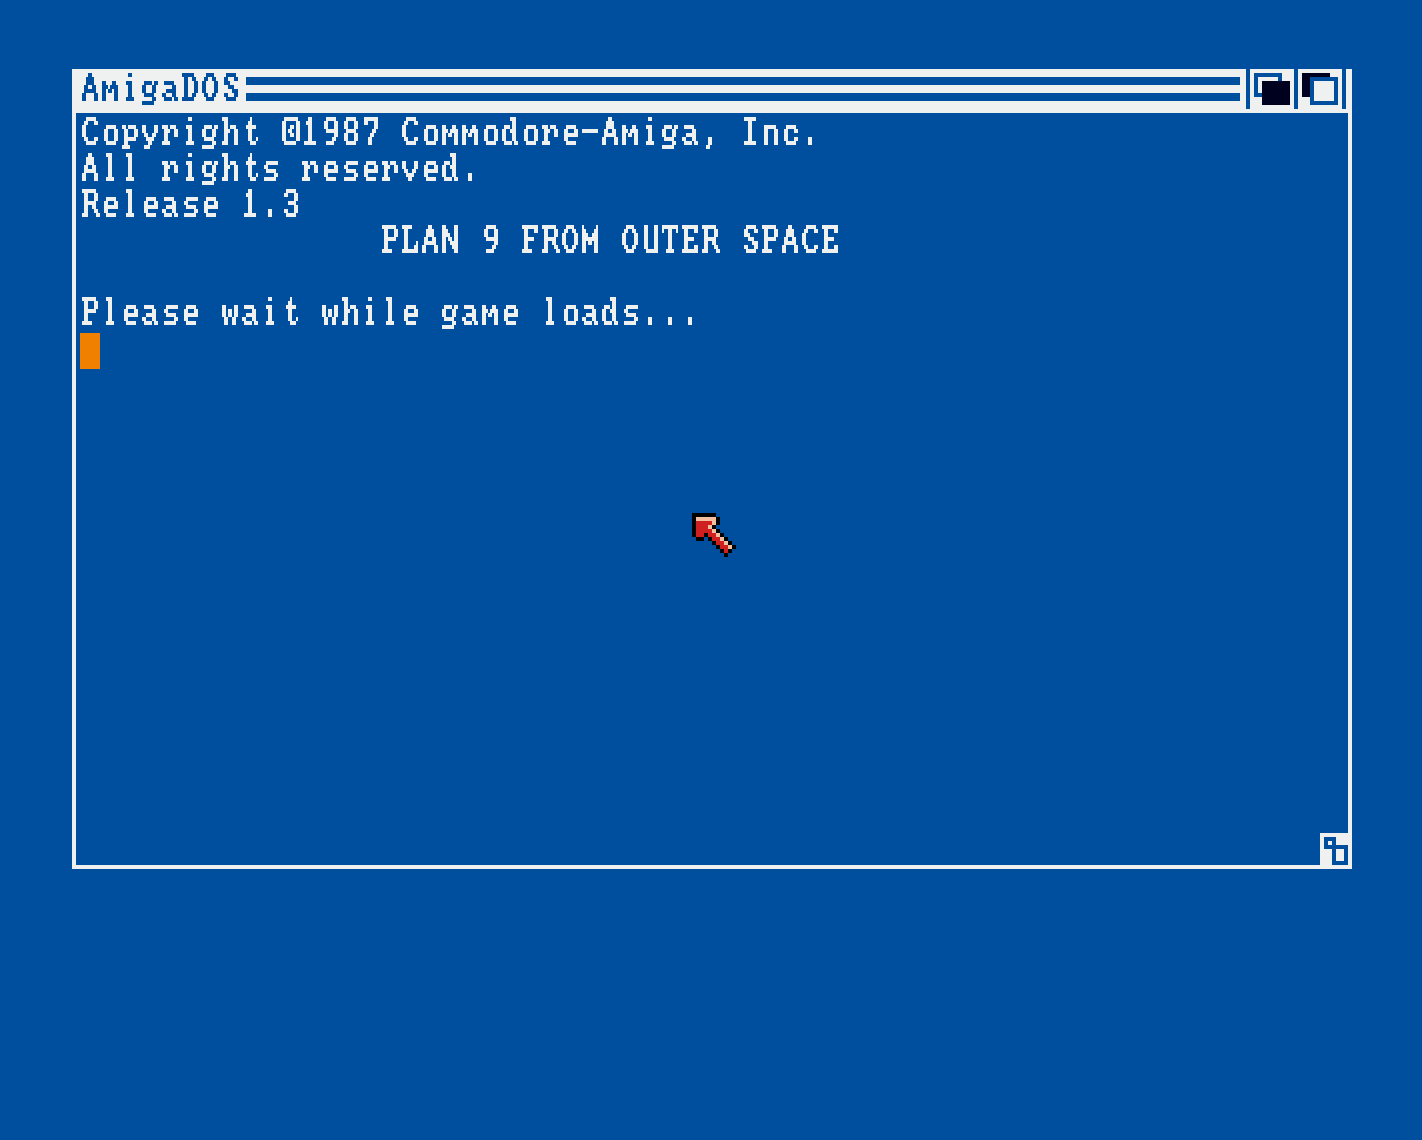 AmigaDOS
Copyright ©1987 Commodore-Amiga, Inc.
All rights reserved.
Release 1.3
PLAN 9 FROM OUTER SPACE
Please wait while game loads...